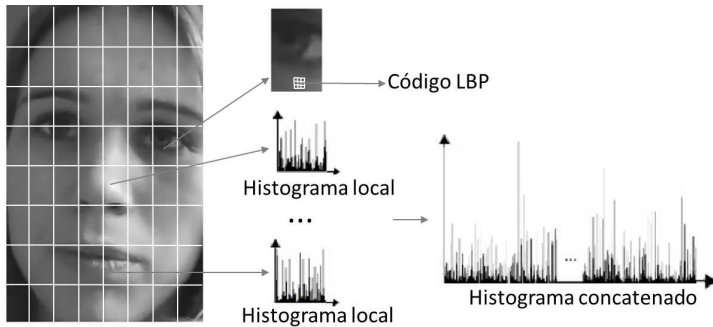 Código LBP
Histograma local
...
Histograma local
...
Histograma concatenado